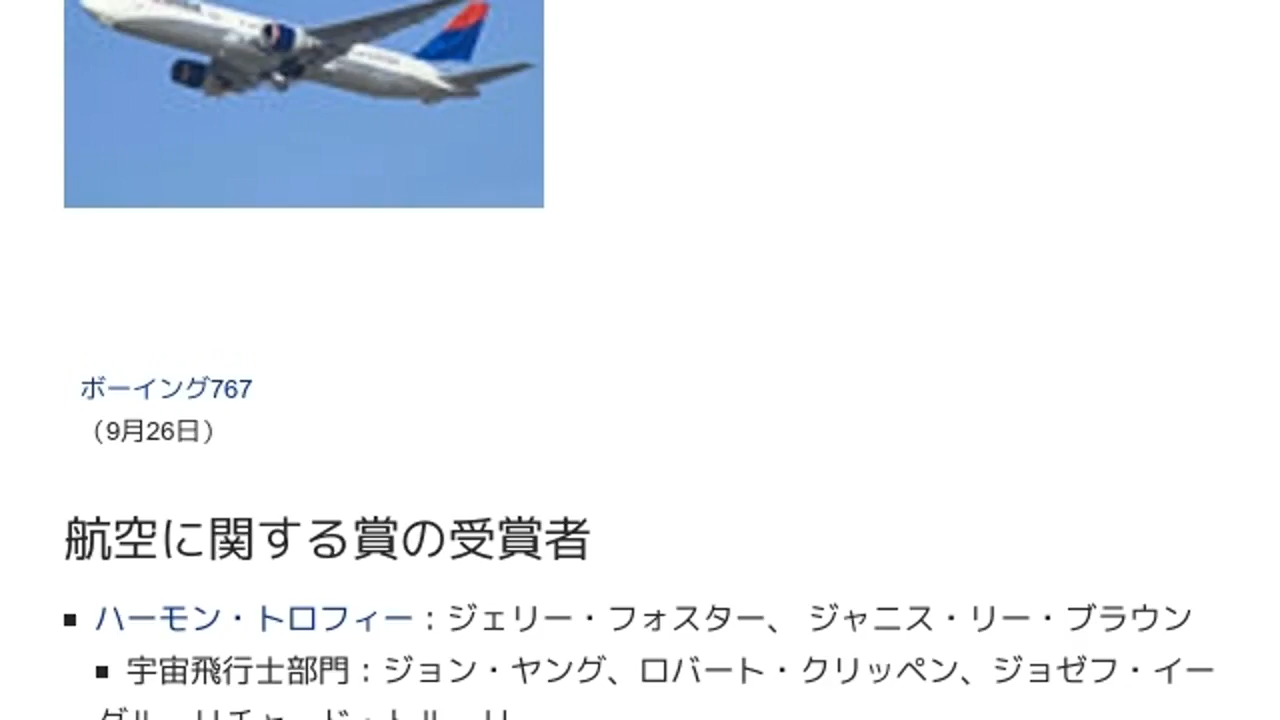 ボーイング767
（9月26日）
航空に関する賞の受賞者
ハーモン・トロフィー：ジェリー・フォスター、 ジャニス・リー・ブラウン
宇宙飛行士部門：ジョン・ヤング、ロバート・クリッペン、ジョゼフ・イー